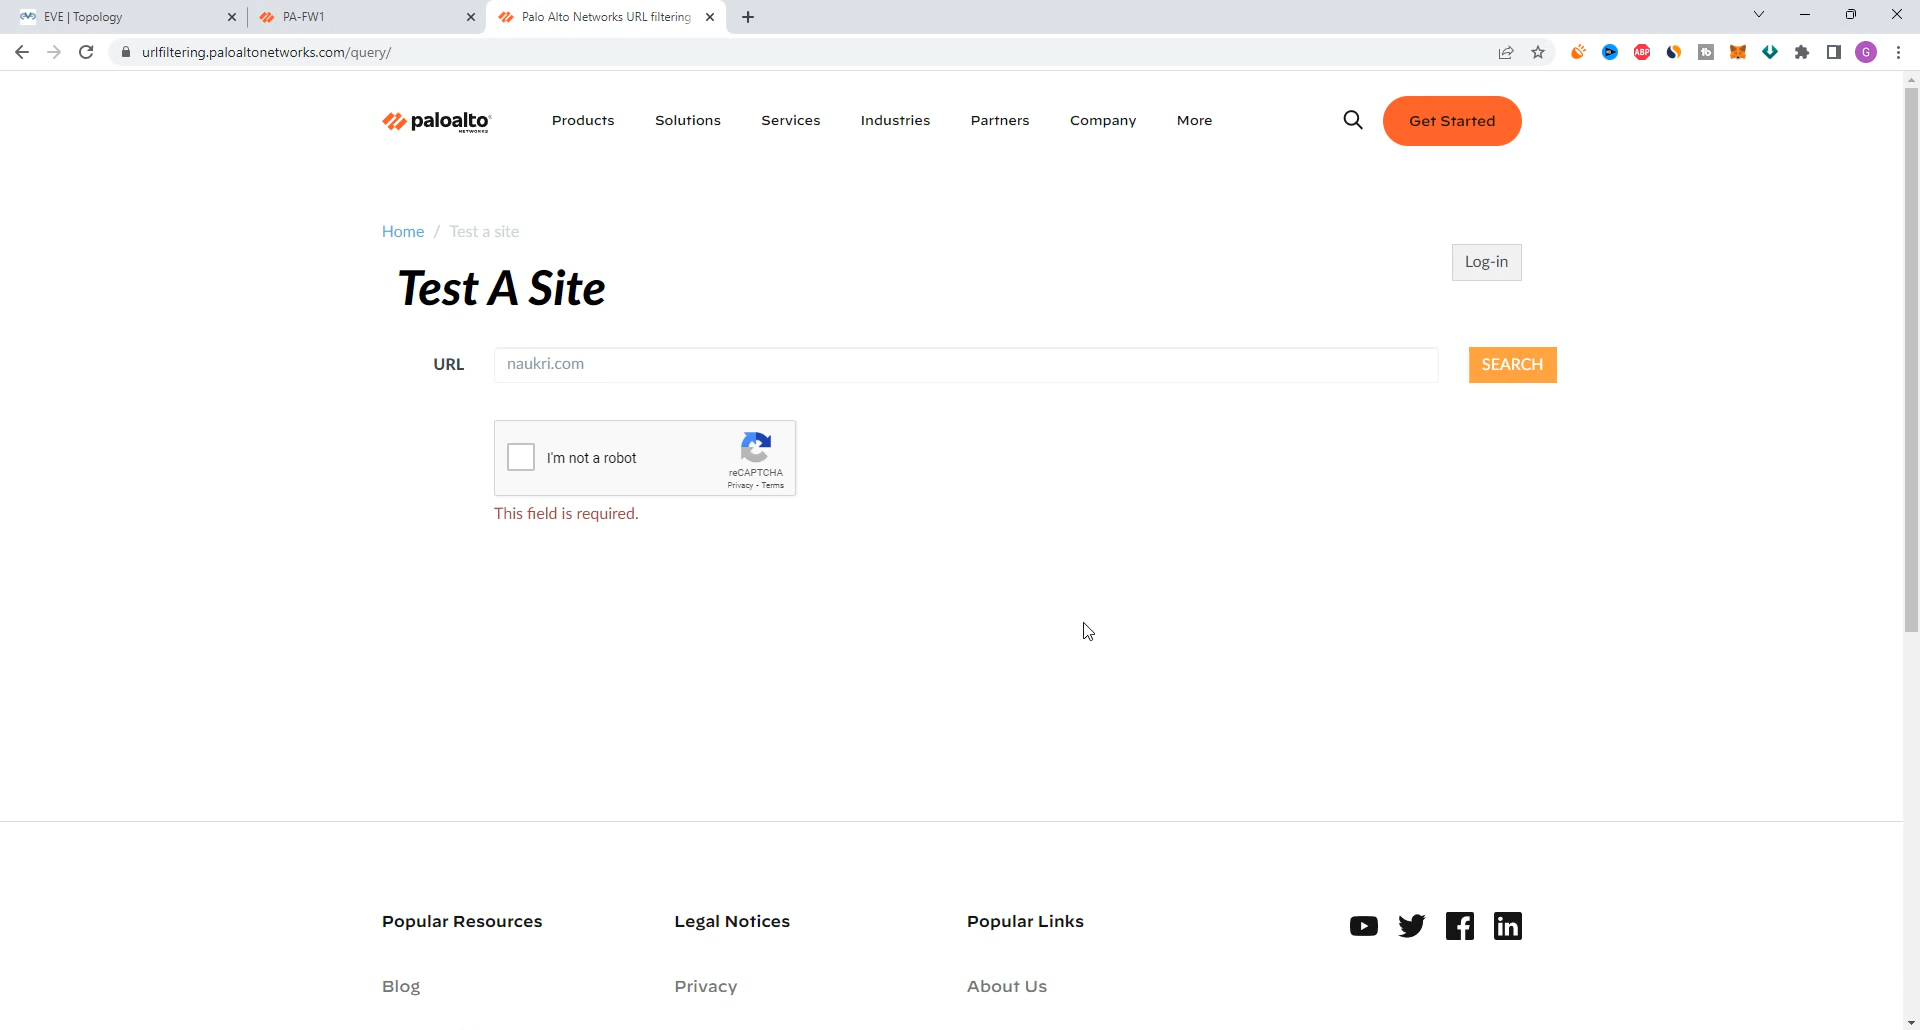 EVE | Topology
PA-FW1
Palo Alto Networks URL filtering
urlfiltering.paloaltonetworks.com/query/
ABP
G
paloalto
NETWORKS
Products
Solutions
Services
Industries
Partners
Company
More
Get Started
Home / Test a site
Log-in
Test A Site
URL
naukri.com
SEARCH
I'm not a robot
reCAPTCHA
Privacy - Terms
This field is required.
Popular Resources
Legal Notices
Popular Links
Blog
Privacy
About Us